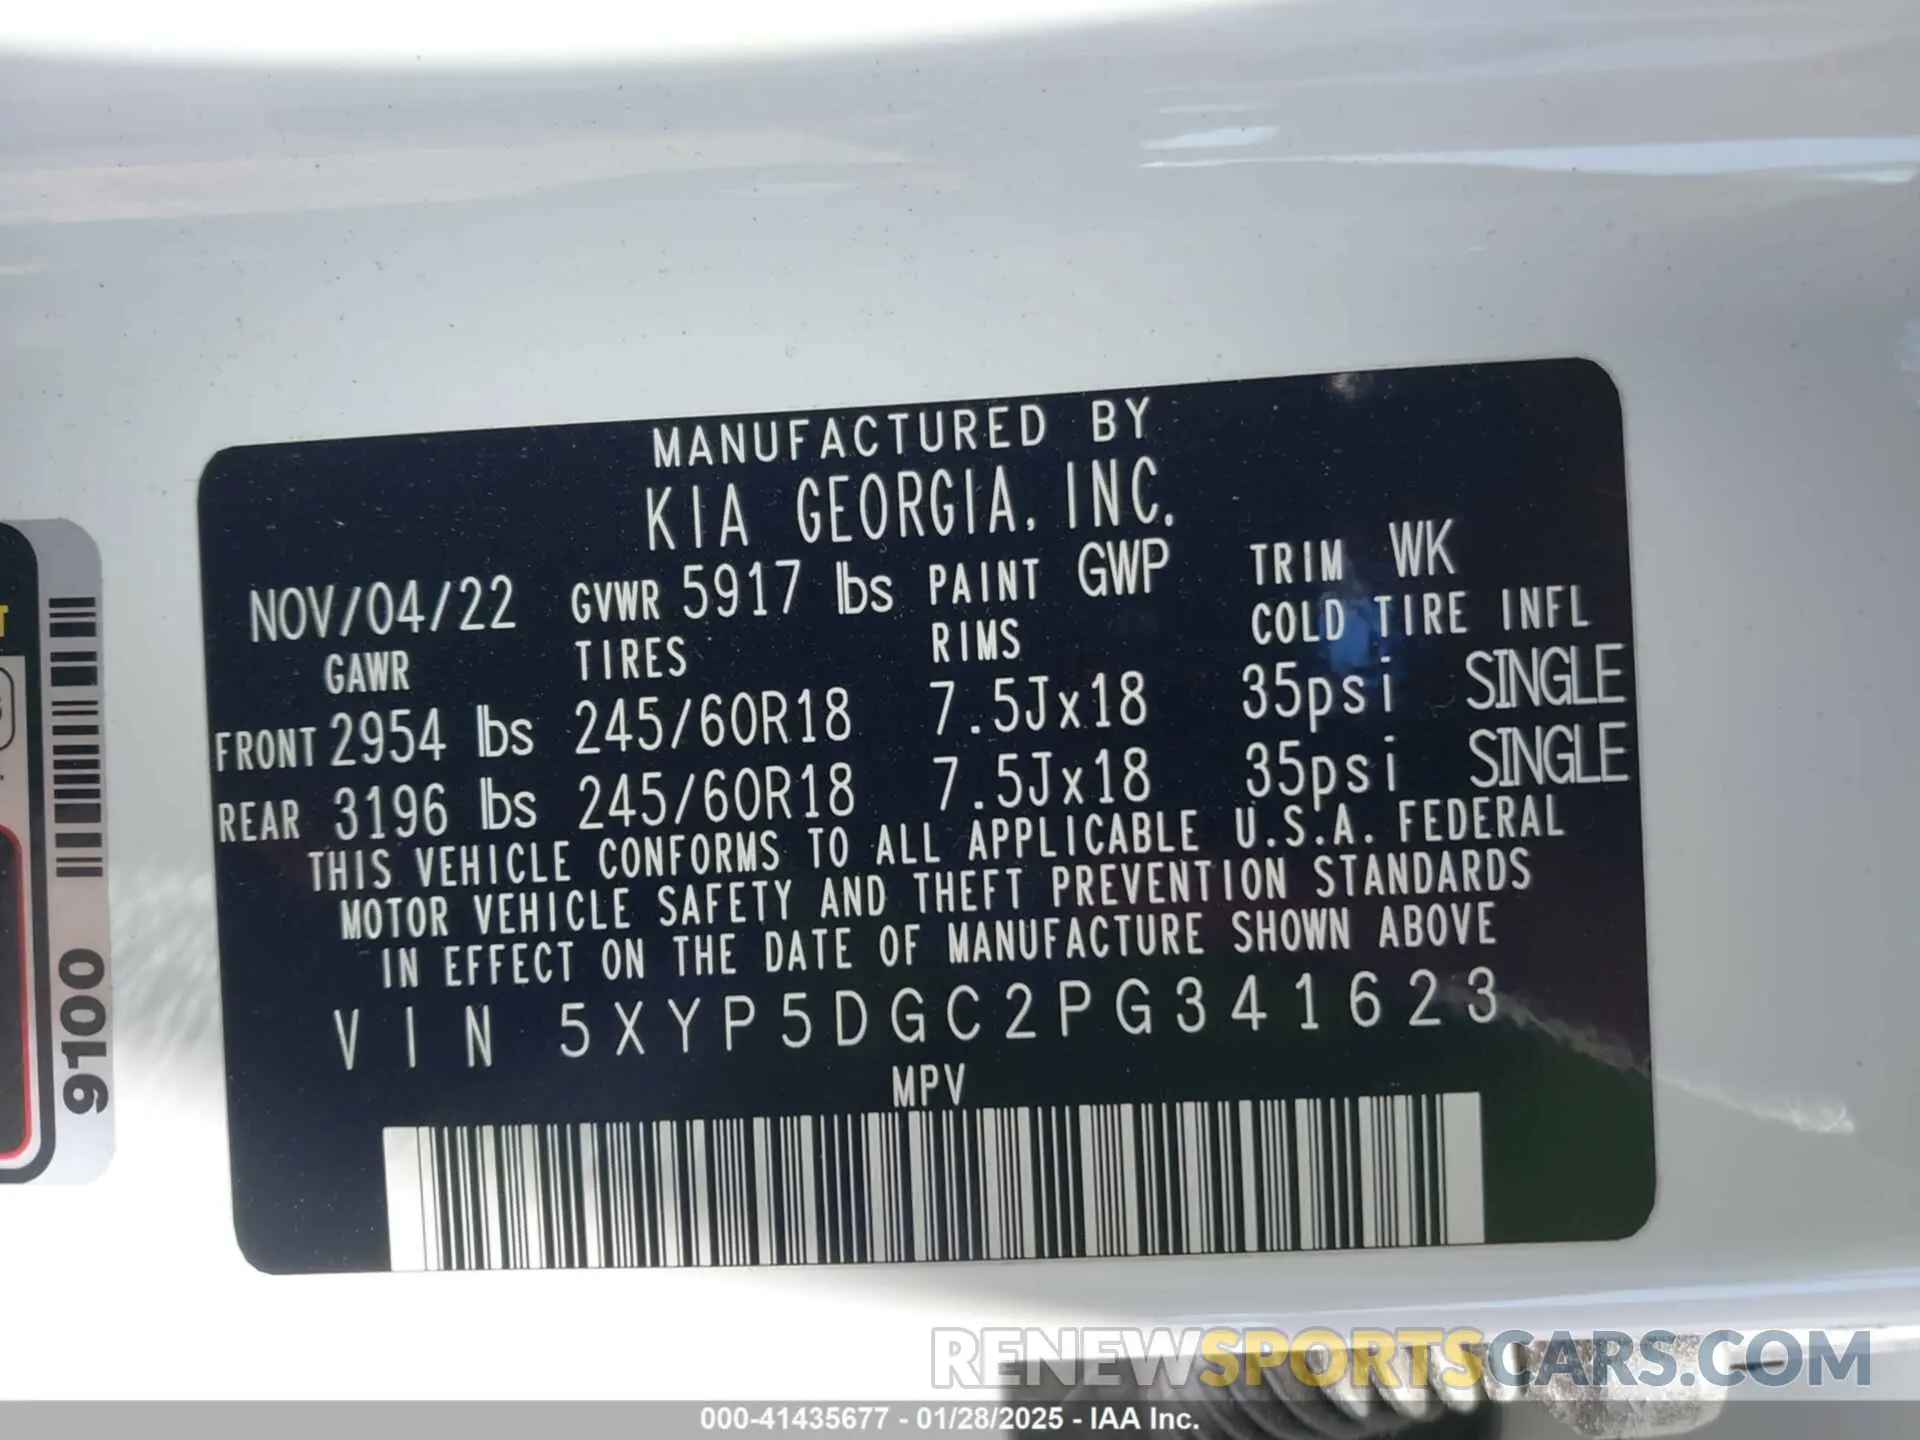 MANUFACTURED BY
KIA GEORGIA, INC.
NOV/04/22 GVWR 5917 lbs PAINT GWP TRIM WK
GAWR TIRES RIMS COLD TIRE INFL
FRONT 2954 lbs 245/60R18 7.5Jx18 35psi SINGLE
REAR 3196 lbs 245/60R18 7.5Jx18 35psi SINGLE
THIS VEHICLE CONFORMS TO ALL APPLICABLE U.S.A. FEDERAL
MOTOR VEHICLE SAFETY AND THEFT PREVENTION STANDARDS
IN EFFECT ON THE DATE OF MANUFACTURE SHOWN ABOVE
VIN 5XYP5DGC2PG341623
MPV
9100
RENEWSPORTSCARS.COM
000-41435677 - 01/28/2025 - IAA Inc.